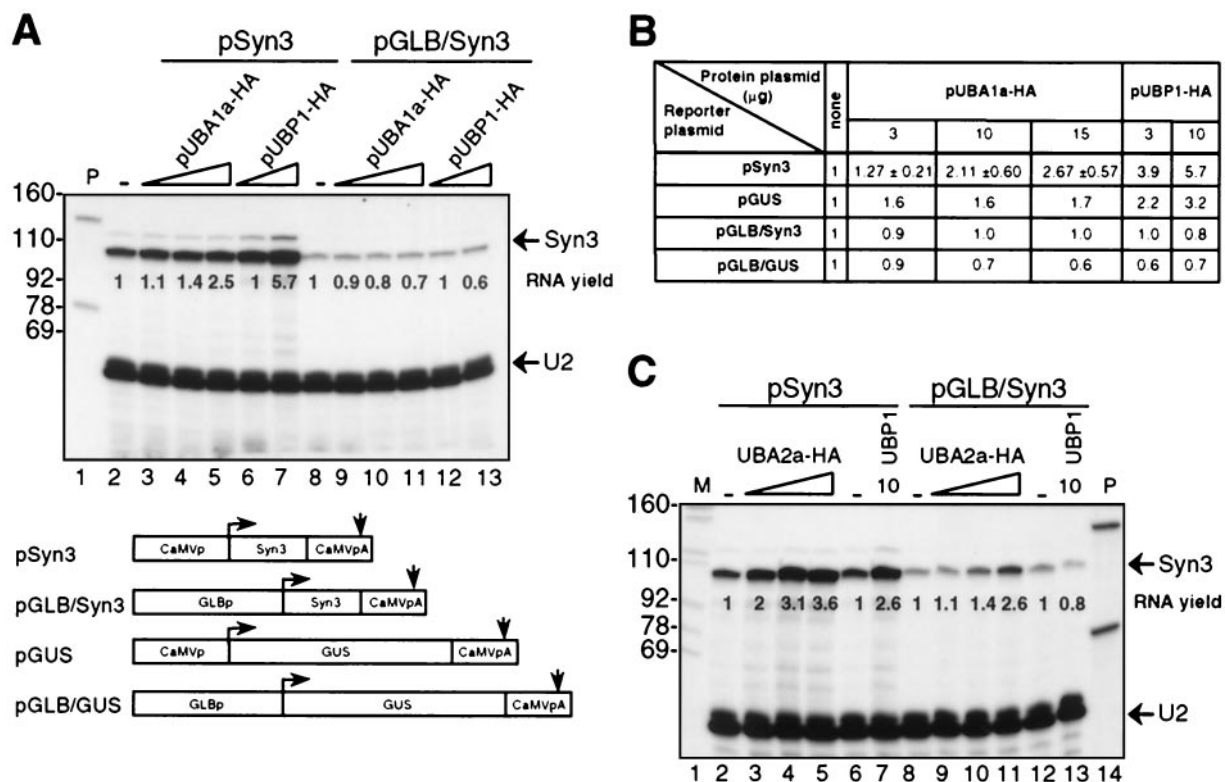 A
pSyn3 pGLB/Syn3
pUBA1a-HA pUBP1-HA pUBA1a-HA pUBP1-HA
P - -
160-
110- Syn3
92- 1 1.1 1.4 2.5 1 5.7 1 0.9 0.8 0.7 1 0.6 RNA yield
78-
69-
U2
1 2 3 4 5 6 7 8 9 10 11 12 13
pSyn3 CaMVp Syn3 CaMVpA
pGLB/Syn3 GLBp Syn3 CaMVpA
pGUS CaMVp GUS CaMVpA
pGLB/GUS GLBp GUS CaMVpA
B
Protein plasmid (μg)
Reporter plasmid
none pUBA1a-HA pUBP1-HA
3 10 15 3 10
pSyn3 1 1.27 ± 0.21 2.11 ±0.60 2.67 ±0.57 3.9 5.7
pGUS 1 1.6 1.6 1.7 2.2 3.2
pGLB/Syn3 1 0.9 1.0 1.0 1.0 0.8
pGLB/GUS 1 0.9 0.7 0.6 0.6 0.7
C
pSyn3 pGLB/Syn3
UBA2a-HA UBP1 UBA2a-HA UBP1
M - - 10 - - 10 P
160-
110- Syn3
92- 1 2 3.1 3.6 1 2.6 1 1.1 1.4 2.6 1 0.8 RNA yield
78-
69-
U2
1 2 3 4 5 6 7 8 9 10 11 12 13 14